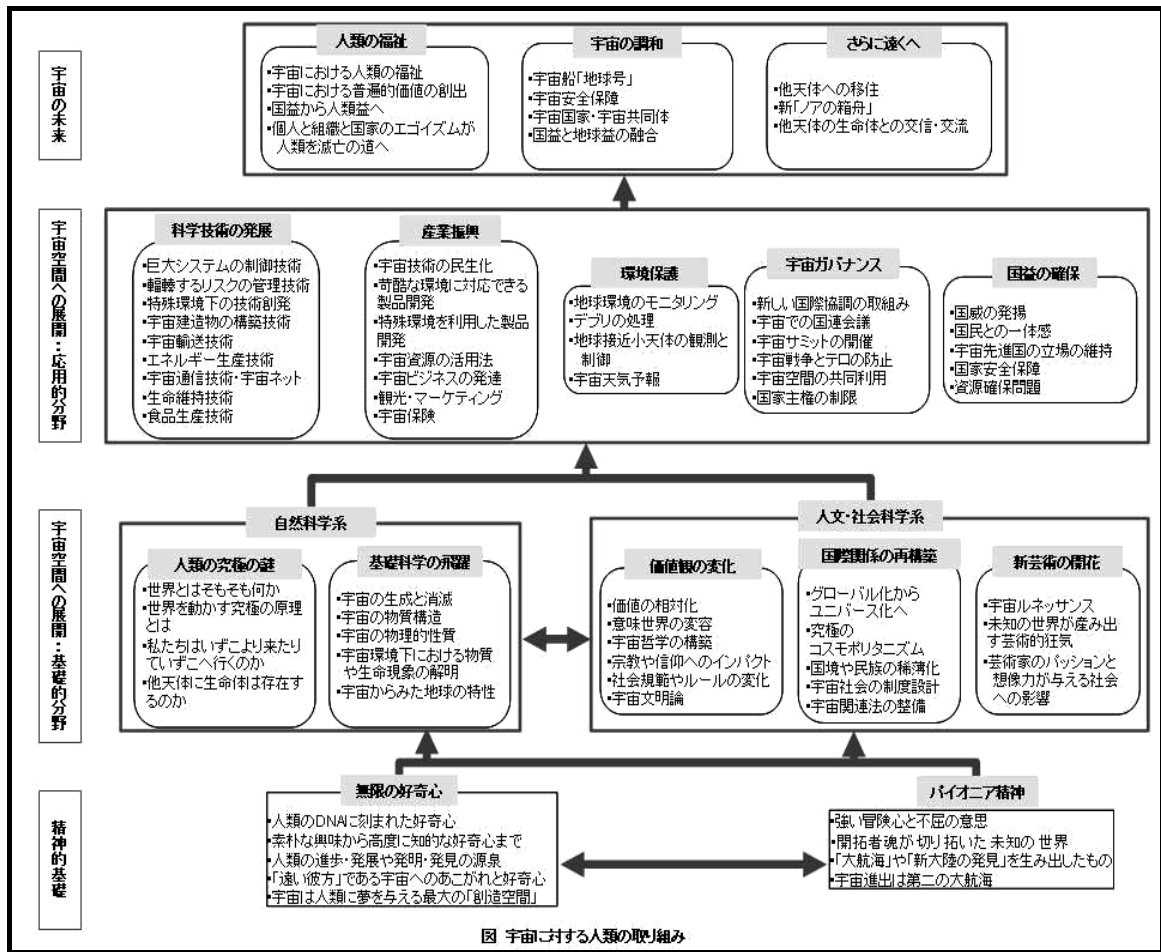 宇宙の未来
人類の福祉
▪宇宙における人類の福祉
▪宇宙における普遍的価値の創出
▪国益から人類益へ
▪個人と組織と国家のエゴイズムが
人類を滅亡の道へ
宇宙の調和
▪宇宙船「地球号」
▪宇宙安全保障
▪宇宙国家・宇宙共同体
▪国益と地球益の融合
さらに遠くへ
▪他天体への移住
▪新「ノアの箱舟」
▪他天体の生命体との交信・交流
宇宙空間への展開：応用的分野
科学技術の発展
▪巨大システムの制御技術
▪輻輳するリスクの管理技術
▪特殊環境下の技術創発
▪宇宙建造物の構築技術
▪宇宙輸送技術
▪エネルギー生産技術
▪宇宙通信技術・宇宙ネット
▪生命維持技術
▪食品生産技術
産業振興
▪宇宙技術の民生化
▪苛酷な環境に対応できる
製品開発
▪特殊環境を利用した製品
開発
▪宇宙資源の活用法
▪宇宙ビジネスの発達
▪観光・マーケティング
▪宇宙保険
環境保護
▪地球環境のモニタリング
▪デブリの処理
▪地球接近小天体の観測と
制御
▪宇宙天気予報
宇宙ガバナンス
▪新しい国際協調の取組み
▪宇宙での国連会議
▪宇宙サミットの開催
▪宇宙戦争とテロの防止
▪宇宙空間の共同利用
▪国家主権の制限
国益の確保
▪国威の発揚
▪国民との一体感
▪宇宙先進国の立場の維持
▪国家安全保障
▪資源確保問題
宇宙空間への展開：基礎的分野
自然科学系
人類の究極の謎
▪世界とはそもそも何か
▪世界を動かす究極の原理
とは
▪私たちはいずこより来たり
ていずこへ行くのか
▪他天体に生命体は存在す
るのか
基礎科学の飛躍
▪宇宙の生成と消滅
▪宇宙の物質構造
▪宇宙の物理的性質
▪宇宙環境下における物質
や生命現象の解明
▪宇宙からみた地球の特性
人文・社会科学系
価値観の変化
▪価値の相対化
▪意味世界の変容
▪宇宙哲学の構築
▪宗教や信仰へのインパクト
▪社会規範やルールの変化
▪宇宙文明論
国際関係の再構築
▪グローバル化から
ユニバース化へ
▪究極の
コスモポリタニズム
▪国境や民族の稀薄化
▪宇宙社会の制度設計
▪宇宙関連法の整備
新芸術の開花
▪宇宙ルネッサンス
▪未知の世界が産み出
す芸術的狂気
▪芸術家のパッションと
想像力が与える社会
への影響
精神的基礎
無限の好奇心
▪人類のDNAに刻まれた好奇心
▪素朴な興味から高度に知的な好奇心まで
▪人類の進歩・発展や発明・発見の源泉
▪「遠い彼方」である宇宙へのあこがれと好奇心
▪宇宙は人類に夢を与える最大の「創造空間」
パイオニア精神
▪強い冒険心と不屈の意思
▪開拓者魂が切り拓いた 未知の 世界
▪「大航海」や「新大陸の発見」を生み出したもの
▪宇宙進出は第二の大航海
図 宇宙に対する人類の取り組み